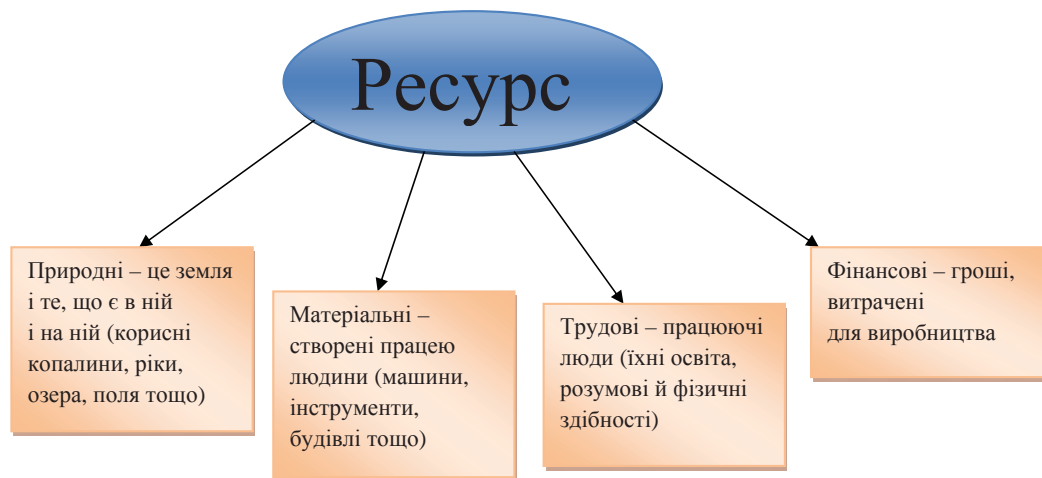 Ресурс
Природні – це земля
і те, що є в ній
і на ній (корисні
копалини, ріки,
озера, поля тощо)
Матеріальні –
створені працею
людини (машини,
інструменти,
будівлі тощо)
Трудові – працюючі
люди (їхні освіта,
розумові й фізичні
здібності)
Фінансові – гроші,
витрачені
для виробництва